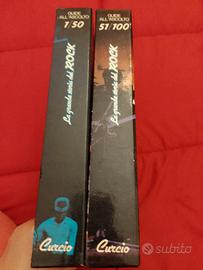 GUIDE
ALL'ASCOLTO
1/50
La grande storia del ROCK
Curcio
GUIDE
ALL'ASCOLTO
51/100
La grande storia del ROCK
Curcio
subito